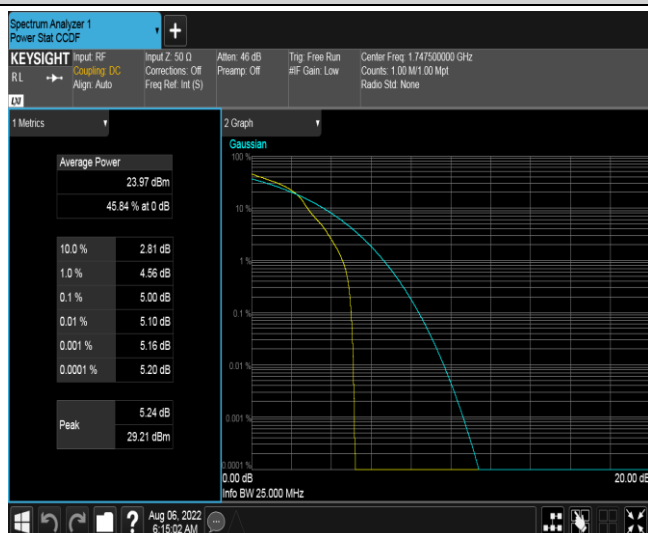 Spectrum Analyzer 1
Power Stat CCDF
KEYSIGHT
RL
LXI
Input: RF
Coupling: DC
Align: Auto
Input Z: 50 Ω
Corrections: Off
Freq Ref: Int (S)
Atten: 46 dB
Preamp: Off
Trig: Free Run
#IF Gain: Low
Center Freq: 1.747500000 GHz
Counts: 1.00 M/1.00 Mpt
Radio Std: None
1 Metrics
Average Power
23.97 dBm
45.84 % at 0 dB
10.0 % 2.81 dB
1.0 % 4.56 dB
0.1 % 5.00 dB
0.01 % 5.10 dB
0.001 % 5.16 dB
0.0001 % 5.20 dB
Peak
5.24 dB
29.21 dBm
2 Graph
Gaussian
100 %
10 %
1 %
0.1 %
0.01 %
0.001 %
0.0001 %
0.00 dB
20.00 dB
Info BW 25.000 MHz
?
Aug 06, 2022
6:15:02 AM